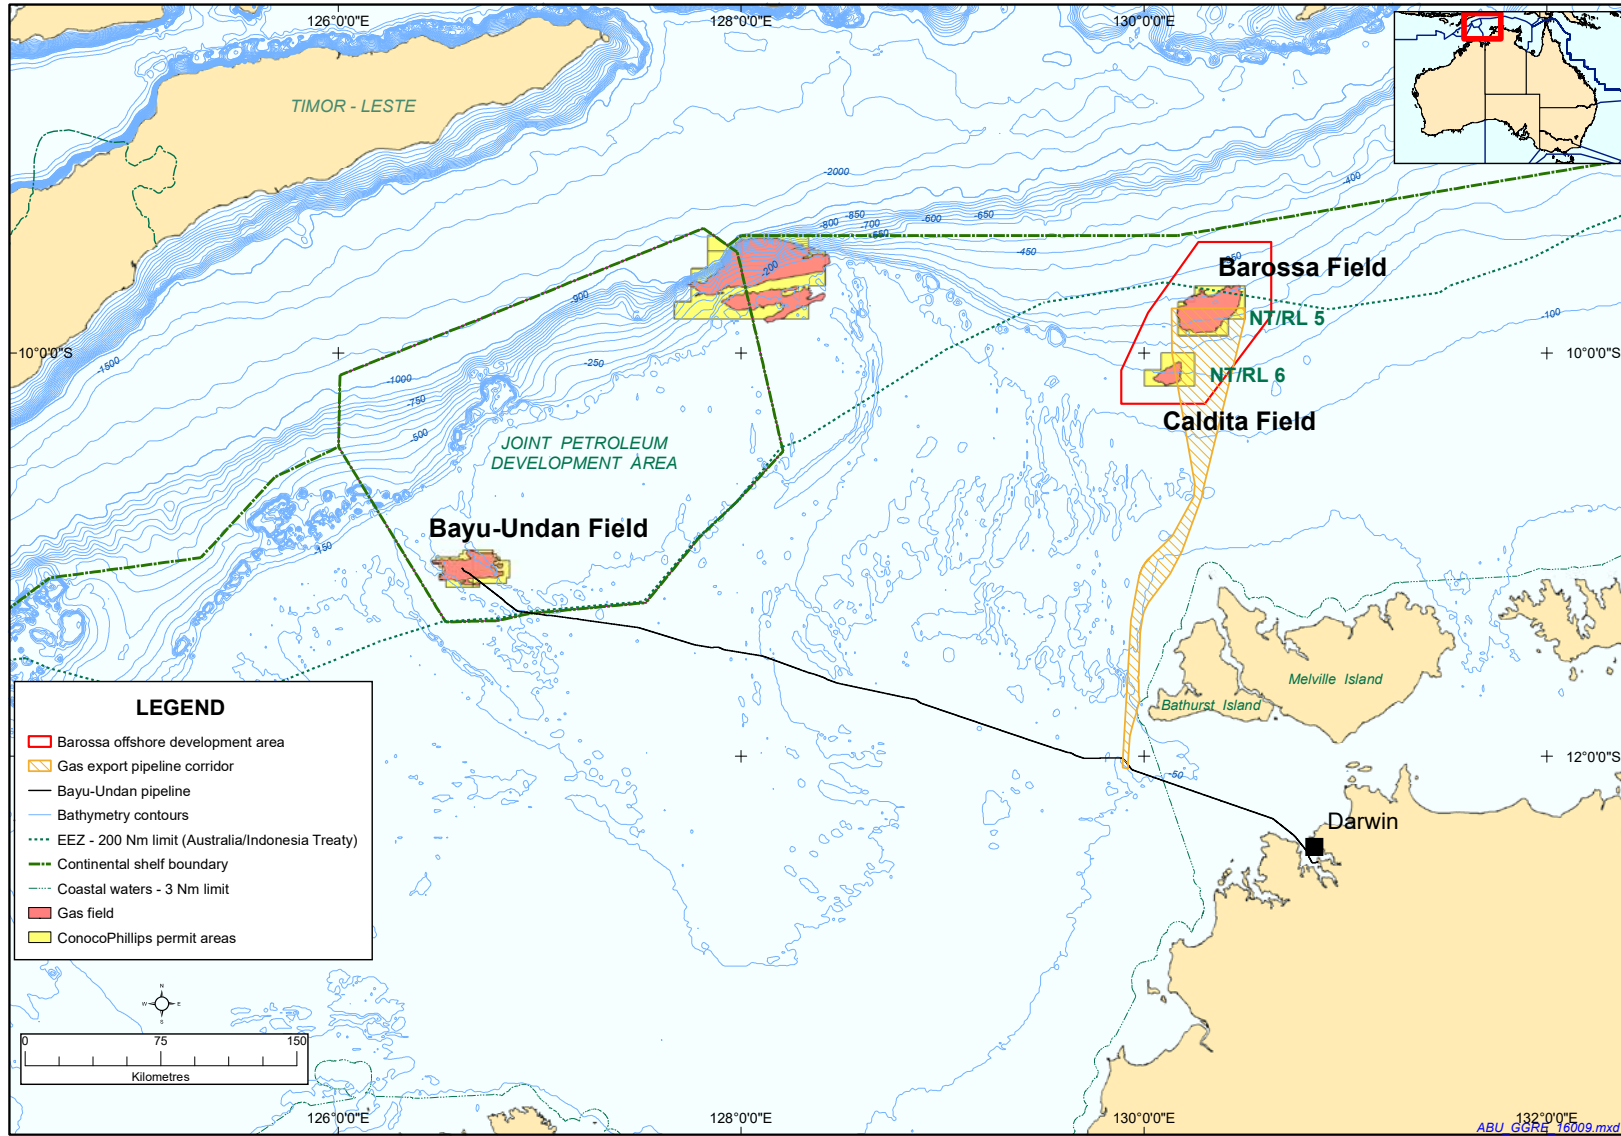 126°0'0"E
128°0'0"E
130°0'0"E
TIMOR - LESTE
-2000
-400
-850
-800
-700
-600
-650
-550
-450
-350
-200
-900
Barossa Field
NT/RL 5
-100
10°0'0"S
10°0'0"S
-1500
-250
-1000
-750
NT/RL 6
Caldita Field
-500
JOINT PETROLEUM
DEVELOPMENT AREA
Bayu-Undan Field
-150
Melville Island
Bathurst Island
12°0'0"S
-50
Darwin
LEGEND
Barossa offshore development area
Gas export pipeline corridor
Bayu-Undan pipeline
Bathymetry contours
EEZ - 200 Nm limit (Australia/Indonesia Treaty)
Continental shelf boundary
Coastal waters - 3 Nm limit
Gas field
ConocoPhillips permit areas
N
W E
S
0 75 150
Kilometres
126°0'0"E
128°0'0"E
130°0'0"E
132°0'0"E
ABU_GGRE_16009.mxd